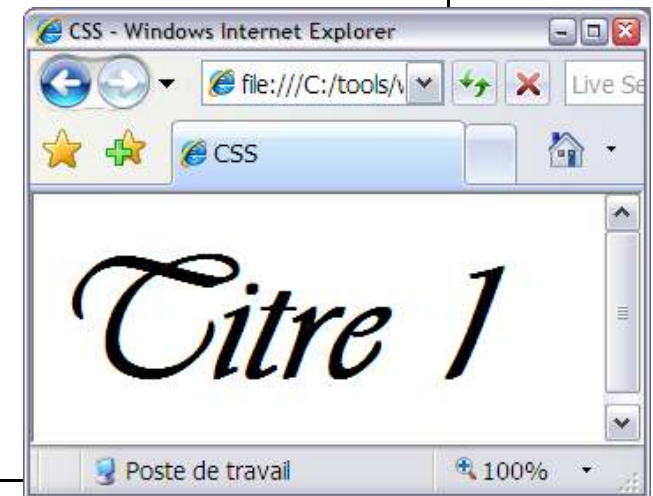 CSS - Windows Internet Explorer
file:///C:/tools/
Live Se
CSS
Titre 1
Poste de travail
100%